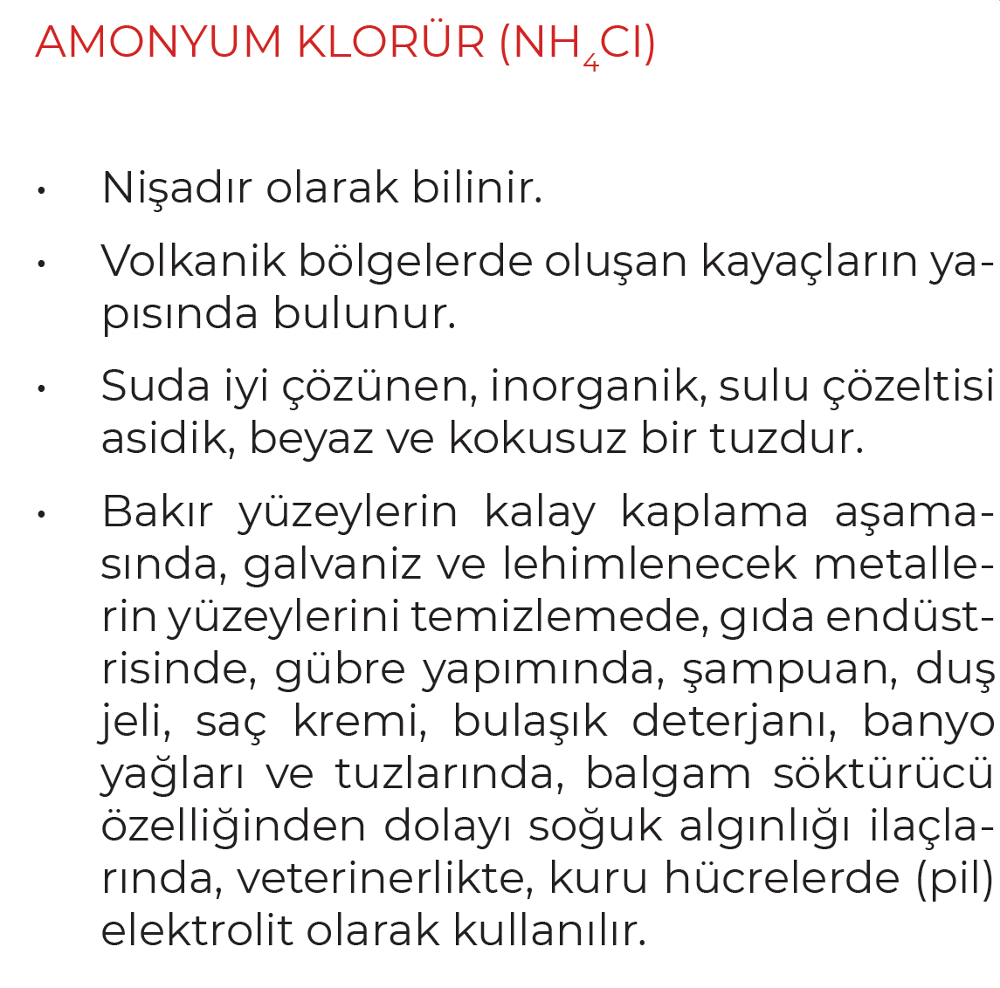 AMONYUM KLORÜR (NH₄Cl)
• Nişadır olarak bilinir.
• Volkanik bölgelerde oluşan kayaçların ya-
pısında bulunur.
• Suda iyi çözünen, inorganik, sulu çözeltisi
asidik, beyaz ve kokusuz bir tuzdur.
• Bakır yüzeylerin kalay kaplama aşama-
sında, galvaniz ve lehimlenecek metalle-
rin yüzeylerini temizlemede, gıda endüst-
risinde, gübre yapımında, şampuan, duş
jeli, saç kremi, bulaşık deterjanı, banyo
yağları ve tuzlarında, balgam söktürücü
özelliğinden dolayı soğuk algınlığı ilaçla-
rında, veterinerlikte, kuru hücrelerde (pil)
elektrolit olarak kullanılır.